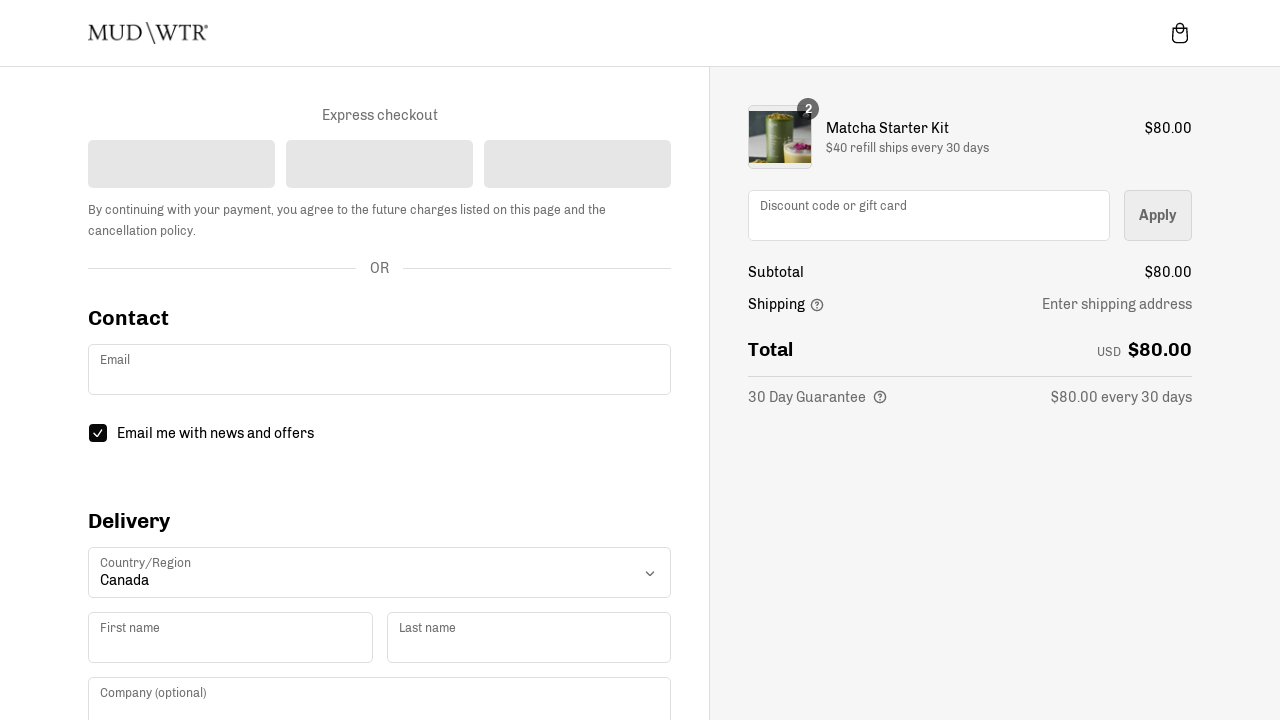 MUD\WTR®
Express checkout
By continuing with your payment, you agree to the future charges listed on this page and the
cancellation policy.
OR
Contact
Email
Email me with news and offers
Delivery
Country/Region
Canada
First name
Last name
Company (optional)
2
Matcha Starter Kit
$80.00
$40 refill ships every 30 days
Discount code or gift card
Apply
Subtotal
$80.00
Shipping
Enter shipping address
Total
USD $80.00
30 Day Guarantee
$80.00 every 30 days